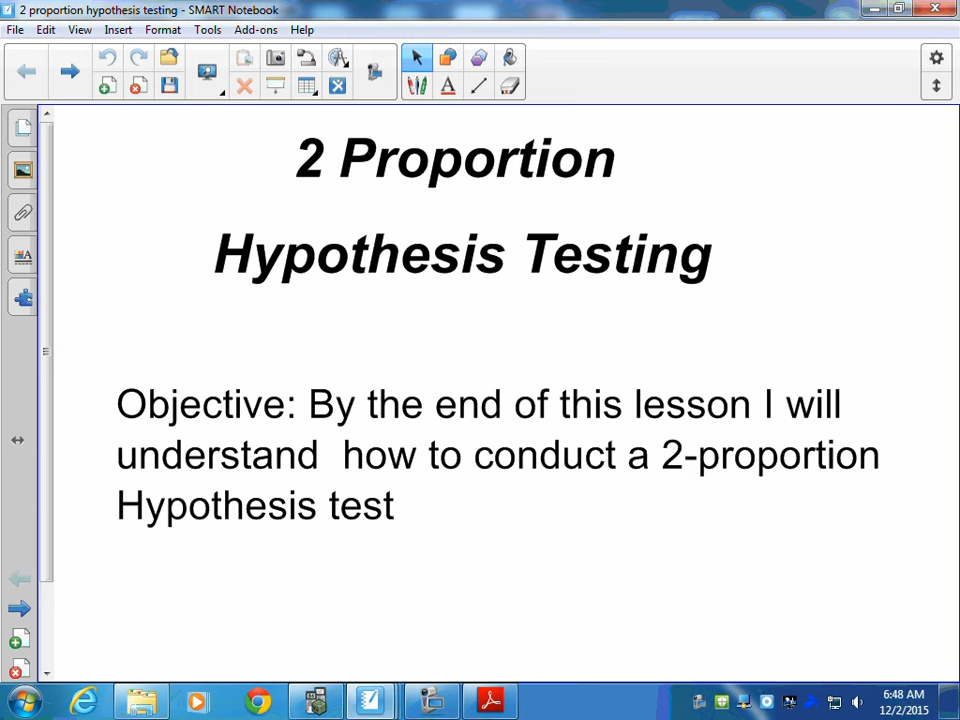 2 proportion hypothesis testing - SMART Notebook
File Edit View Insert Format Tools Add-ons Help
2 Proportion
Hypothesis Testing
Objective: By the end of this lesson I will
understand how to conduct a 2-proportion
Hypothesis test
6:48 AM
12/2/2015